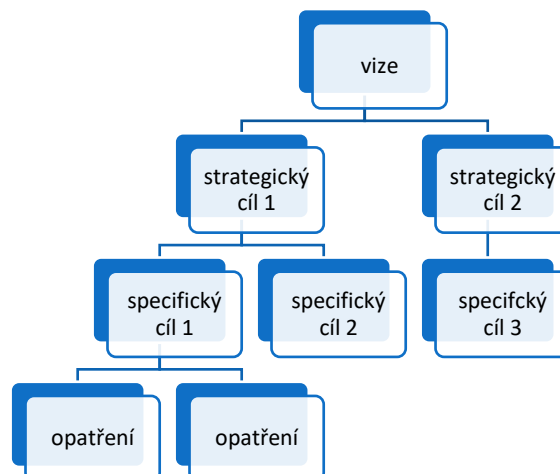 vize
strategický
cíl 1
strategický
cíl 2
specifický
cíl 1
specifický
cíl 2
specifcký
cíl 3
opatření
opatření